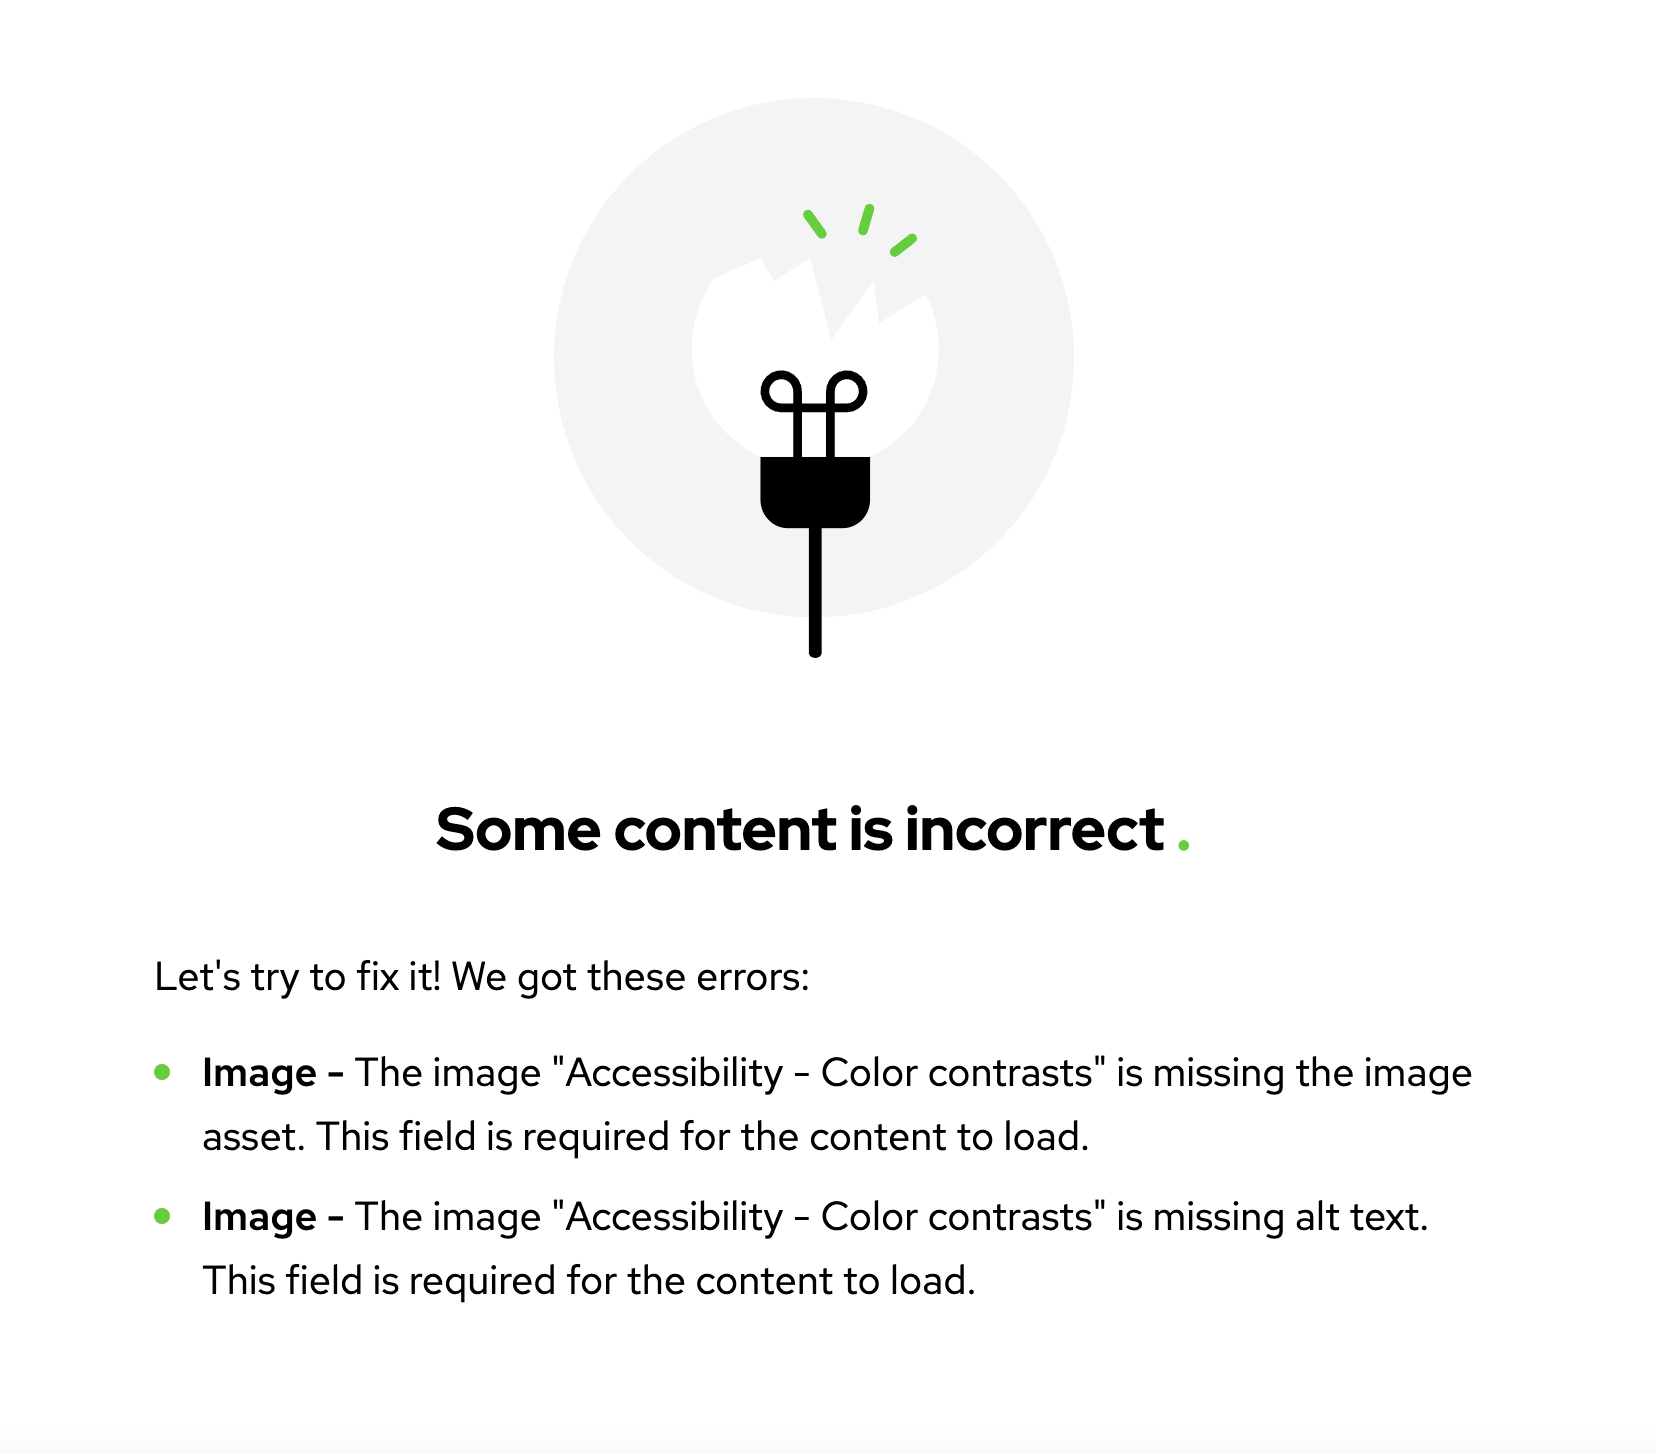 Some content is incorrect .
Let's try to fix it! We got these errors:
Image - The image "Accessibility - Color contrasts" is missing the image
asset. This field is required for the content to load.
Image - The image "Accessibility - Color contrasts" is missing alt text.
This field is required for the content to load.